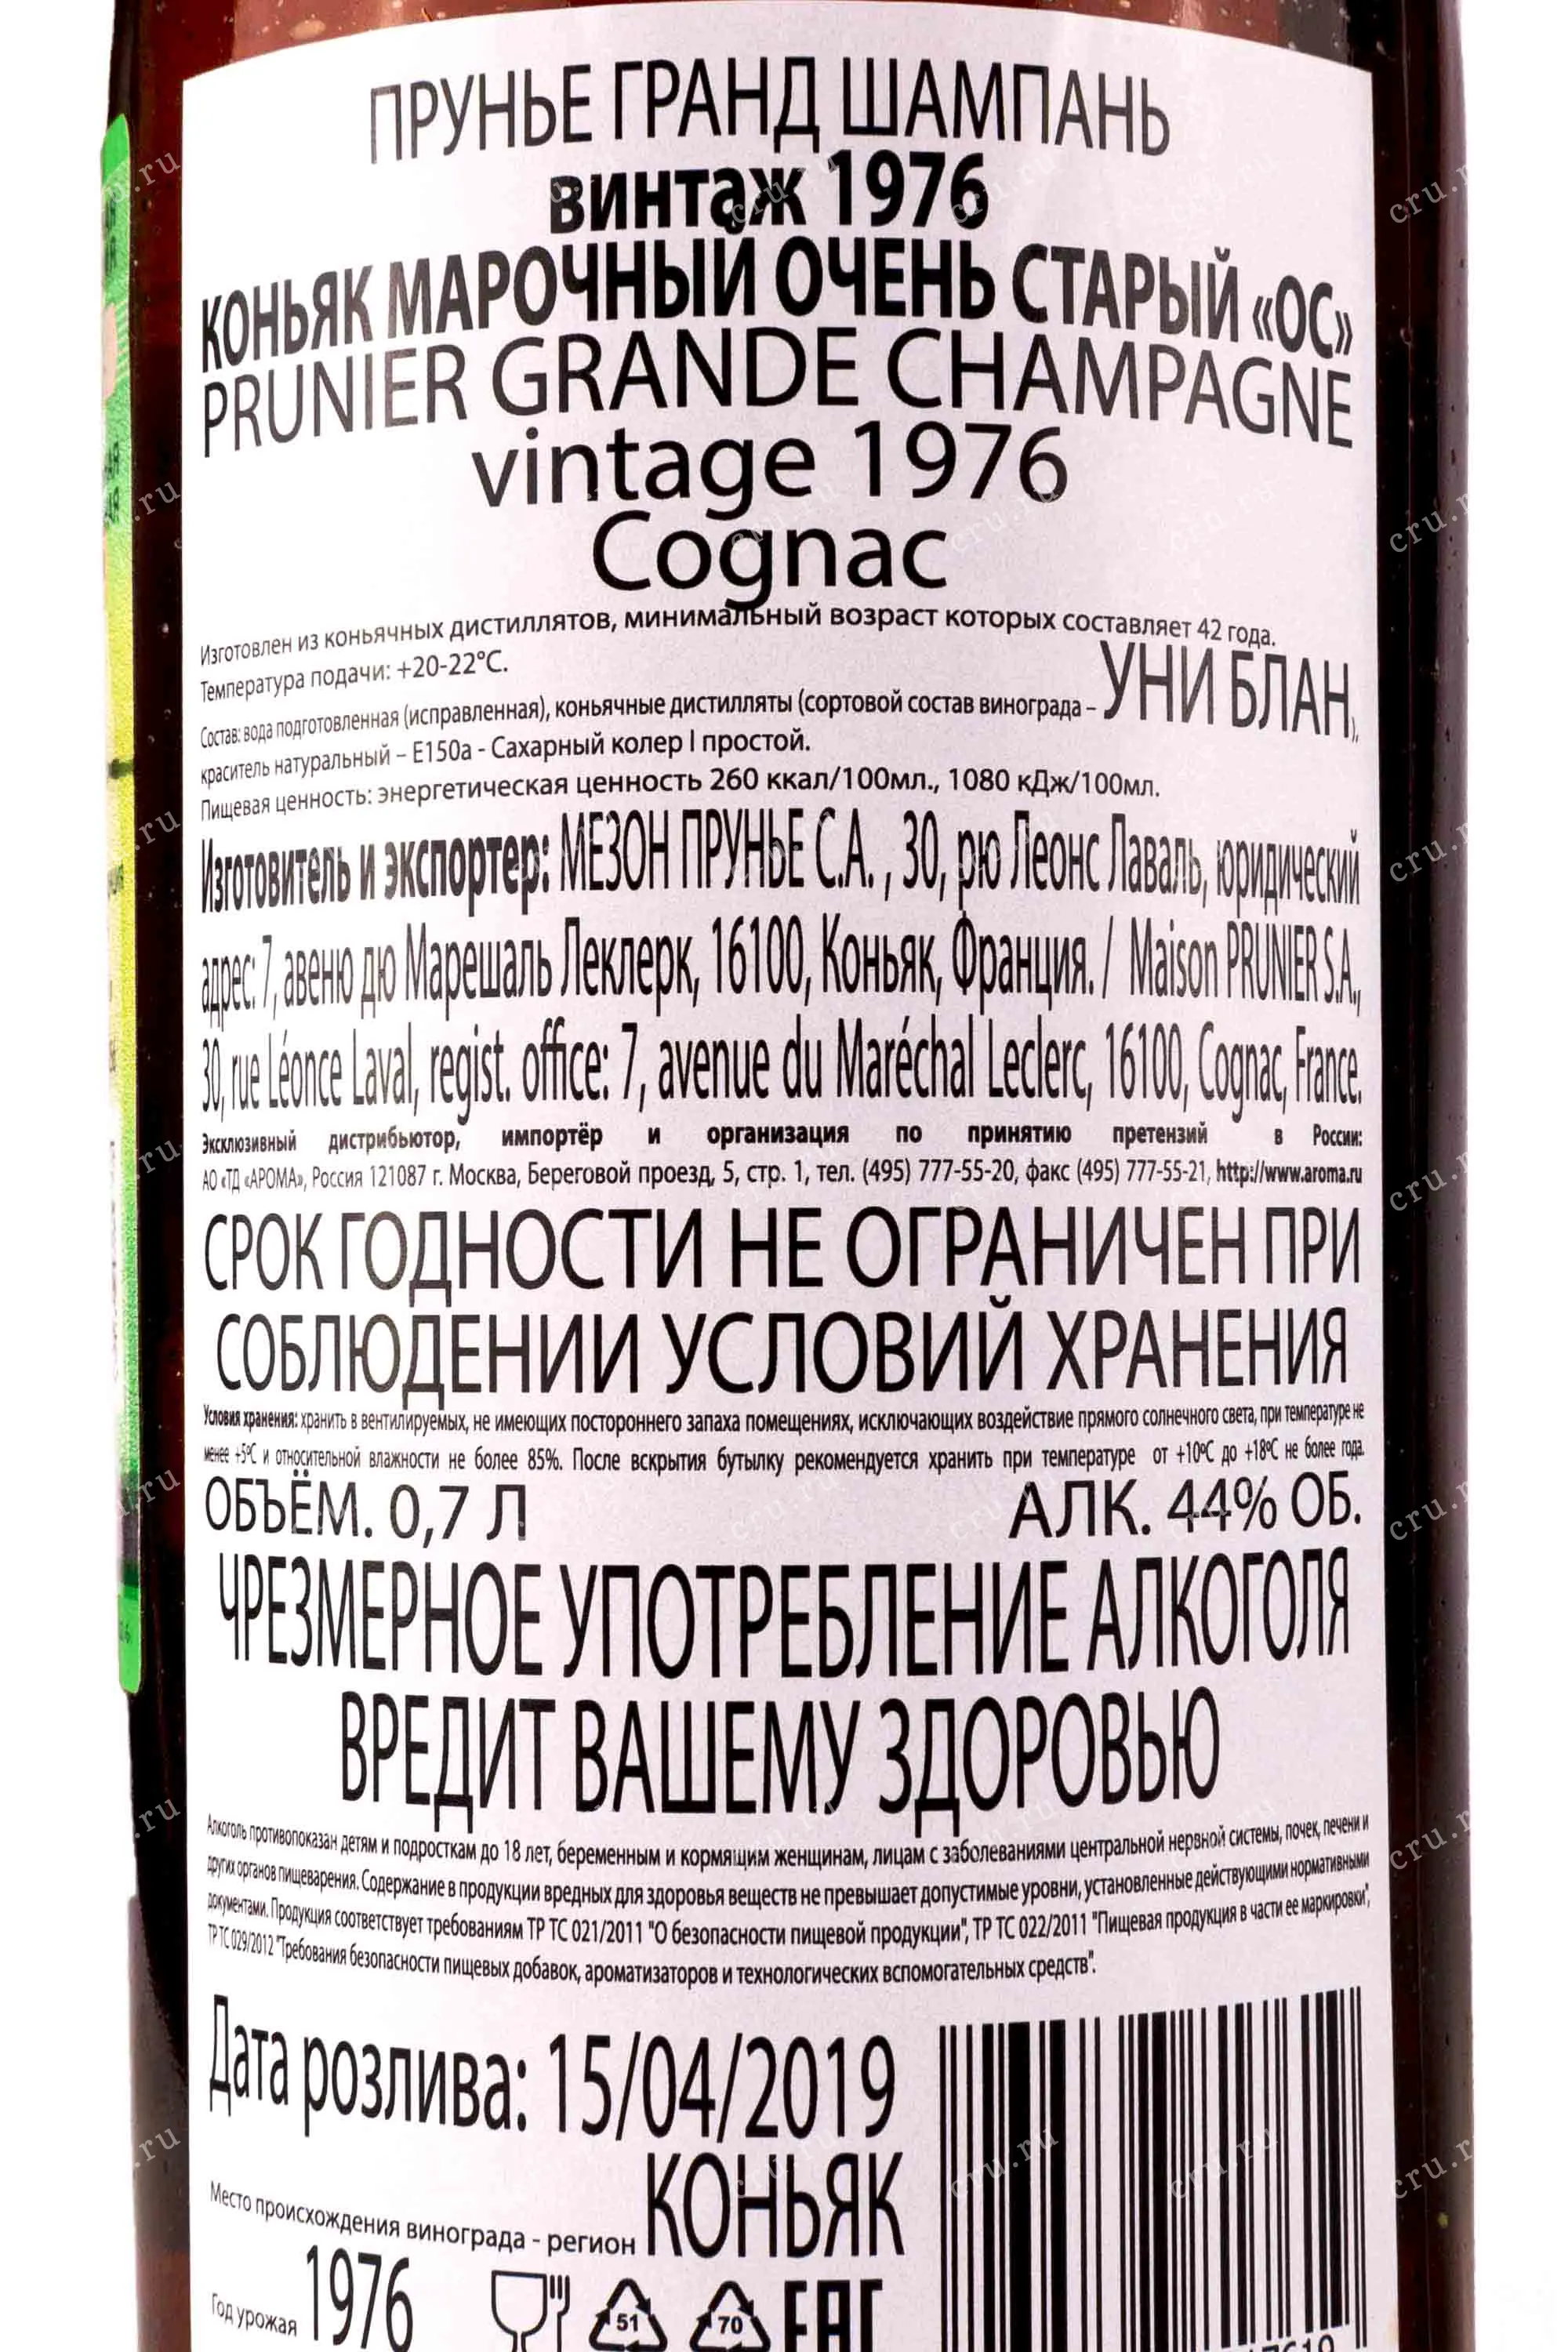 ПРУНЬЕ ГРАНД ШАМПАНЬ
винтаж 1976
КОНЬЯК МАРОЧНЫЙ ОЧЕНЬ СТАРЫЙ «ОС»
PRUNIER GRANDE CHAMPAGNE
vintage 1976
Cognac
Изготовлен из коньячных дистиллятов, минимальный возраст которых составляет 42 года.
Температура подачи: +20-22°С.
Состав: вода подготовленная (исправленная), коньячные дистилляты (сортовой состав винограда – УНИ БЛАН),
краситель натуральный – Е150а - Сахарный колер I простой.
Пищевая ценность: энергетическая ценность 260 ккал/100мл., 1080 кДж/100мл.
Изготовитель и экспортер: МЕЗОН ПРУНЬЕ С.А. , 30, рю Леонс Лаваль, юридический
адрес: 7, авеню дю Марешаль Леклерк, 16100, Коньяк, Франция. / Maison PRUNIER S.A.,
30, rue Léonce Laval, regist. office: 7, avenue du Maréchal Leclerc, 16100, Cognac, France.
Эксклюзивный дистрибьютор, импортёр и организация по принятию претензий в России:
АО «ТД «АРОМА», Россия 121087 г. Москва, Береговой проезд, 5, стр. 1, тел. (495) 777-55-20, факс (495) 777-55-21, http://www.aroma.ru
СРОК ГОДНОСТИ НЕ ОГРАНИЧЕН ПРИ
СОБЛЮДЕНИИ УСЛОВИЙ ХРАНЕНИЯ
Условия хранения: хранить в вентилируемых, не имеющих постороннего запаха помещениях, исключающих воздействие прямого солнечного света, при температуре не
менее +5°С и относительной влажности не более 85%. После вскрытия бутылку рекомендуется хранить при температуре от +10°С до +18°С не более года.
ОБЪЁМ. 0,7 Л АЛК. 44% ОБ.
ЧРЕЗМЕРНОЕ УПОТРЕБЛЕНИЕ АЛКОГОЛЯ
ВРЕДИТ ВАШЕМУ ЗДОРОВЬЮ
Алкоголь противопоказан детям и подросткам до 18 лет, беременным и кормящим женщинам, лицам с заболеваниями центральной нервной системы, почек, печени и
других органов пищеварения. Содержание в продукции вредных для здоровья веществ не превышает допустимые уровни, установленные действующими нормативными
документами. Продукция соответствует требованиям ТР ТС 021/2011 "О безопасности пищевой продукции", ТР ТС 022/2011 "Пищевая продукция в части ее маркировки",
ТР ТС 029/2012 "Требования безопасности пищевых добавок, ароматизаторов и технологических вспомогательных средств".
Дата розлива: 15/04/2019
Место происхождения винограда - регион КОНЬЯК
Год урожая 1976
51 70 EAC